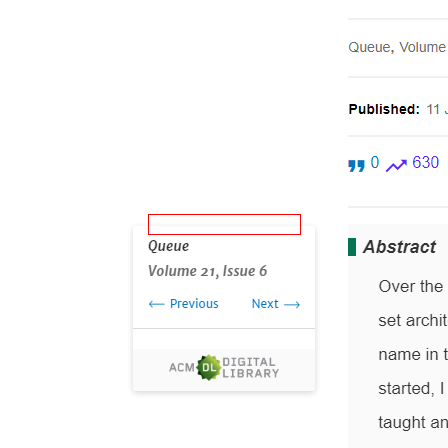 Queue, Volume
Published: 11
0 630
Queue
Volume 21, Issue 6
Previous Next
ACM DL DIGITAL LIBRARY
Abstract
Over the
set archit
name in t
started, I
taught an